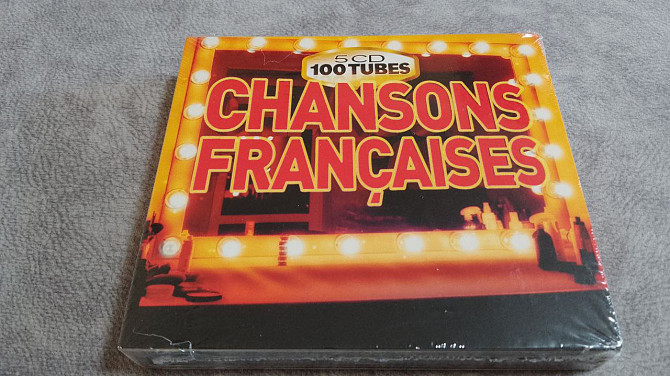 5 CD
100 TUBES
CHANSONS
FRANÇAISES